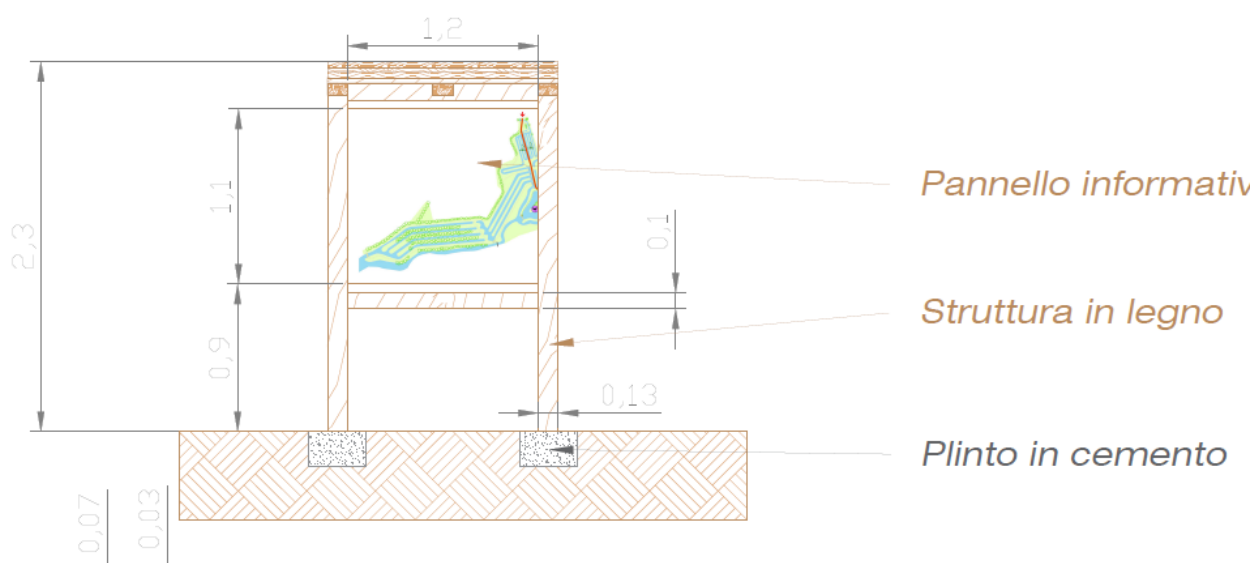 1,2
2,3
1,1
Pannello informativ
0,1
Struttura in legno
0,9
0,13
Plinto in cemento
0,07
0,03